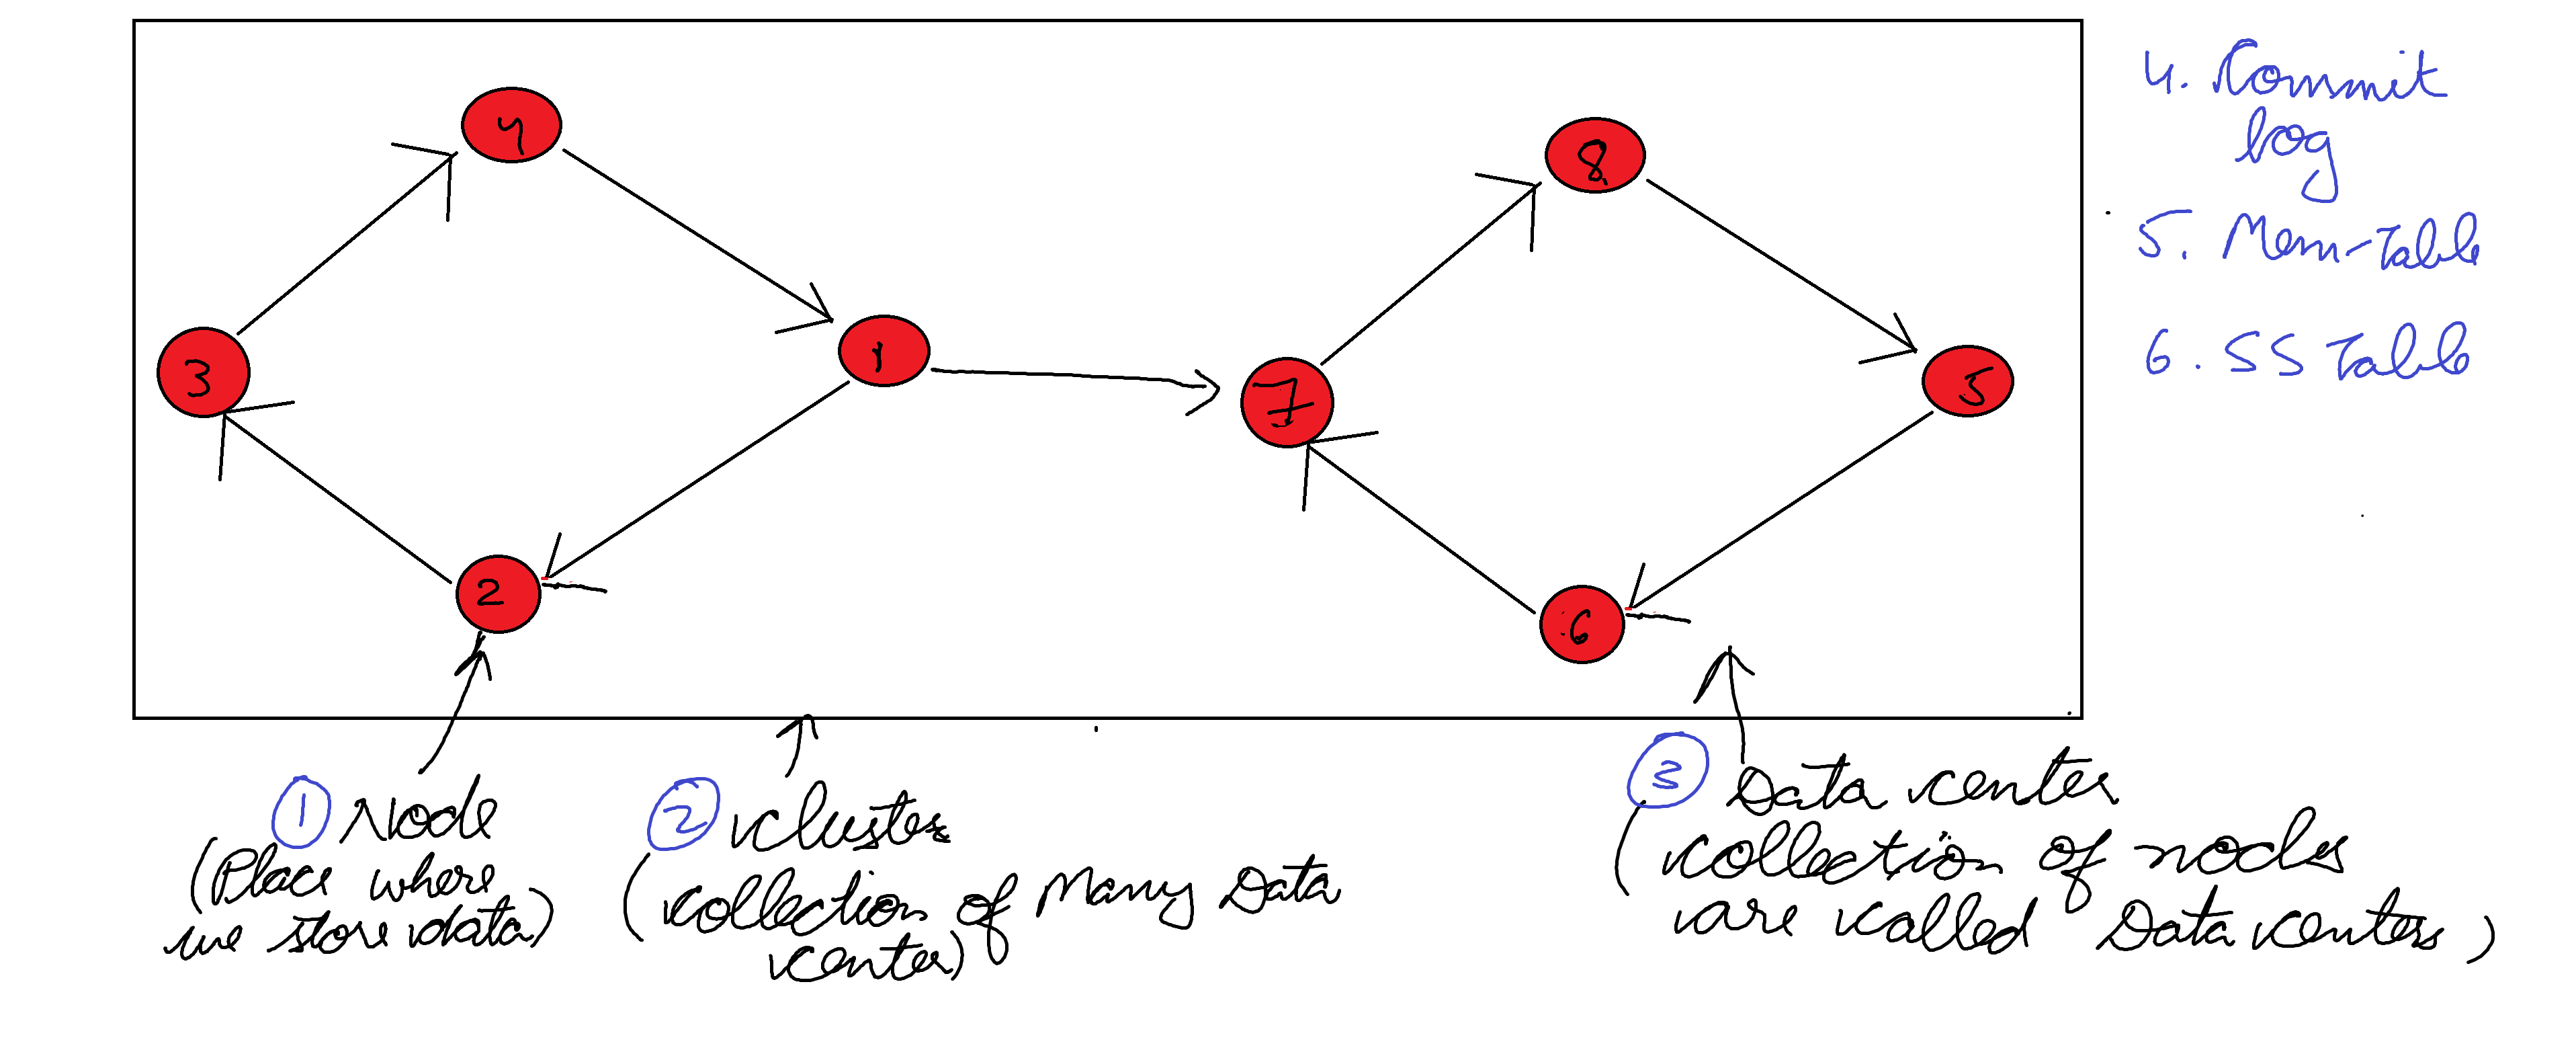 4
8
3
1
7
5
2
6
4. Commit
log
5. Mem-Table
6. SS Table
1 Node
(Place where
we store data)
2 cluster
(collection of Many Data
center)
3 Data center
(collection of nodes
are called Data centers)